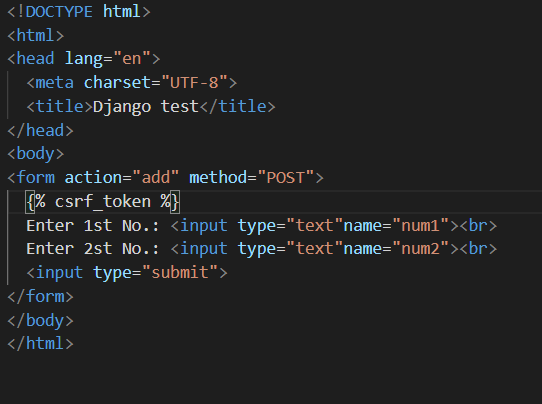 <!DOCTYPE html>
<html>
<head lang="en">
<meta charset="UTF-8">
<title>Django test</title>
</head>
<body>
<form action="add" method="POST">
{% csrf_token %}
Enter 1st No.: <input type="text"name="num1"><br>
Enter 2st No.: <input type="text"name="num2"><br>
<input type="submit">
</form>
</body>
</html>